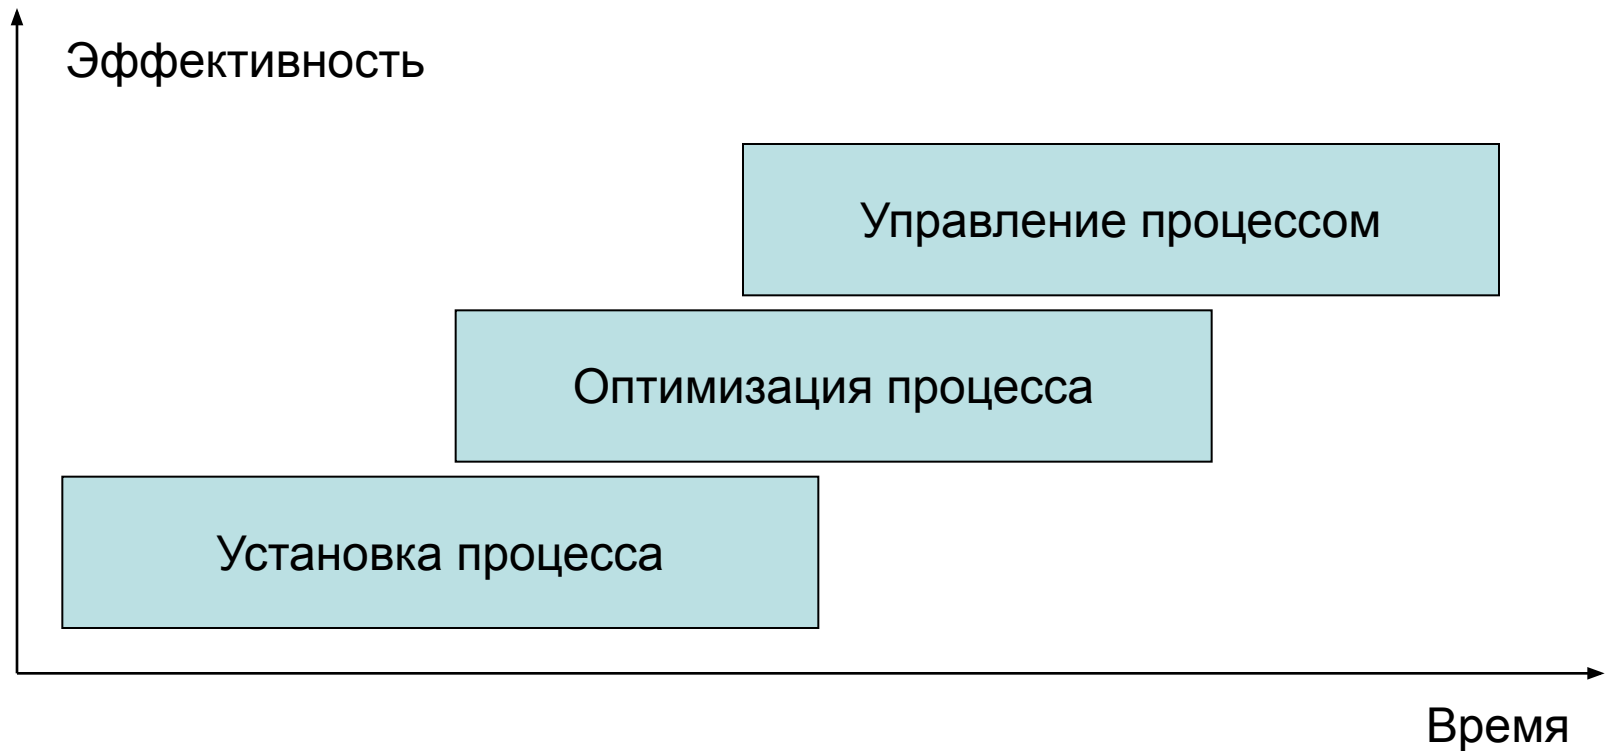 Эффективность
Управление процессом
Оптимизация процесса
Установка процесса
Время